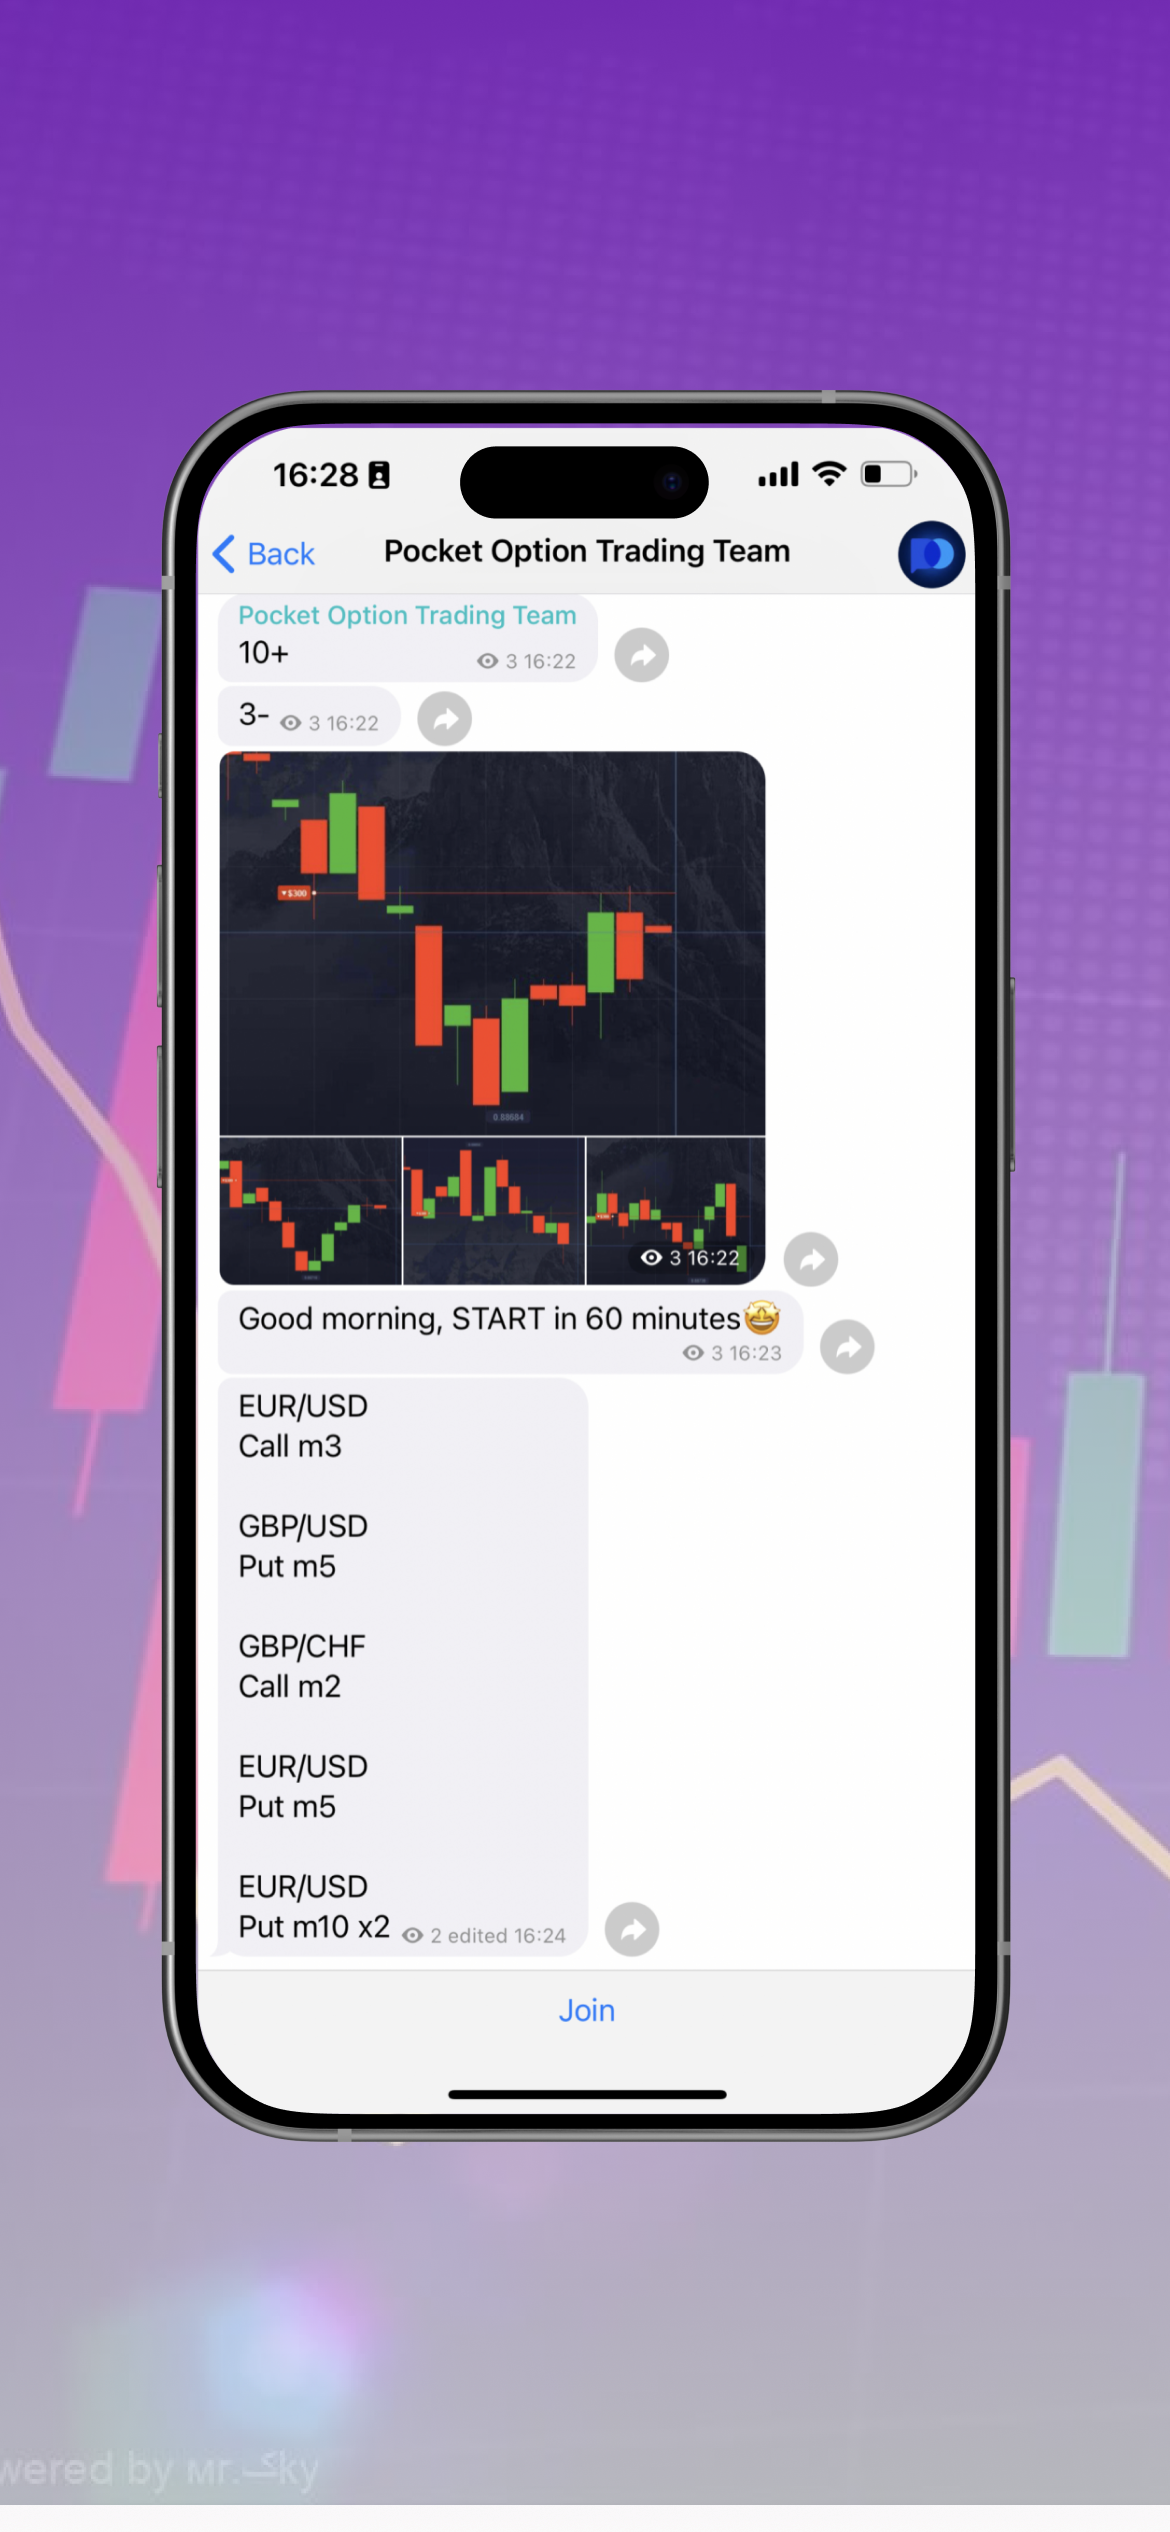 16:28
Back
Pocket Option Trading Team
Pocket Option Trading Team
10+
3 16:22
3-
3 16:22
▼$300
3 16:22
Good morning, START in 60 minutes🤩
3 16:23
EUR/USD
Call m3
GBP/USD
Put m5
GBP/CHF
Call m2
EUR/USD
Put m5
EUR/USD
Put m10 x2
2 edited 16:24
Join
wered by мr.کky